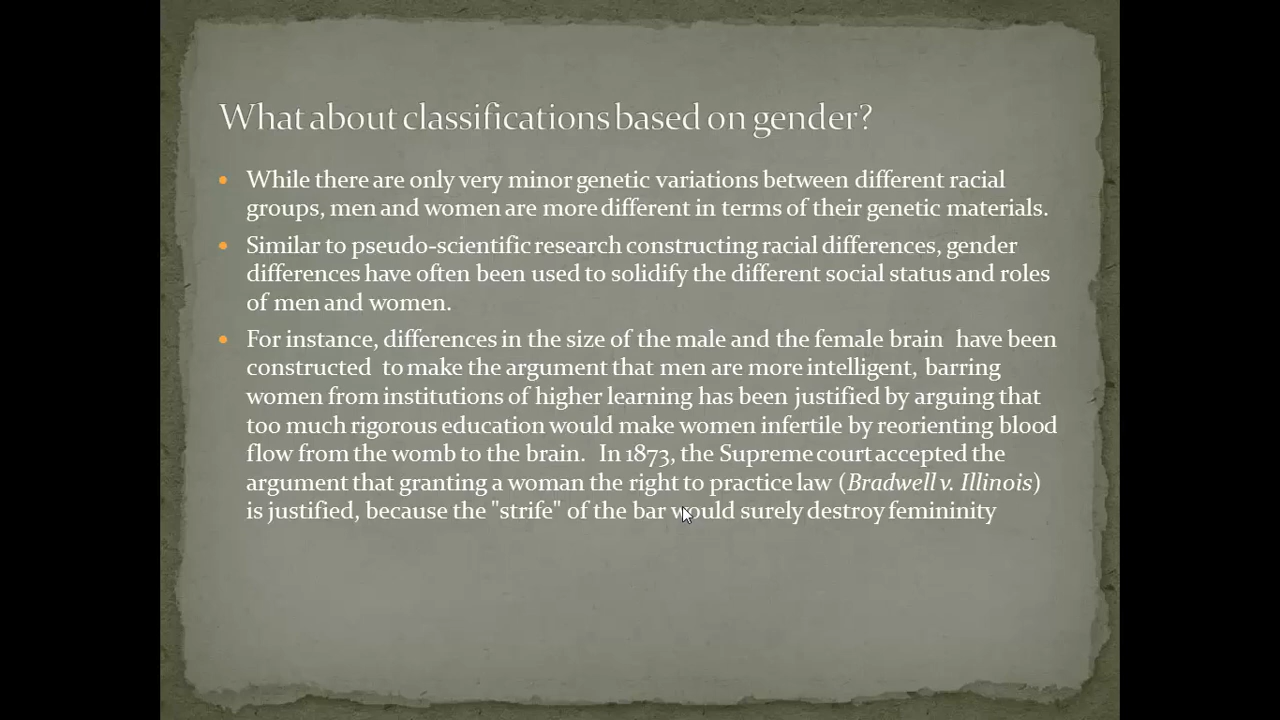 What about classifications based on gender?
While there are only very minor genetic variations between different racial
groups, men and women are more different in terms of their genetic materials.
Similar to pseudo-scientific research constructing racial differences, gender
differences have often been used to solidify the different social status and roles
of men and women.
For instance, differences in the size of the male and the female brain have been
constructed to make the argument that men are more intelligent, barring
women from institutions of higher learning has been justified by arguing that
too much rigorous education would make women infertile by reorienting blood
flow from the womb to the brain. In 1873, the Supreme court accepted the
argument that granting a woman the right to practice law (Bradwell v. Illinois)
is justified, because the "strife" of the bar would surely destroy femininity